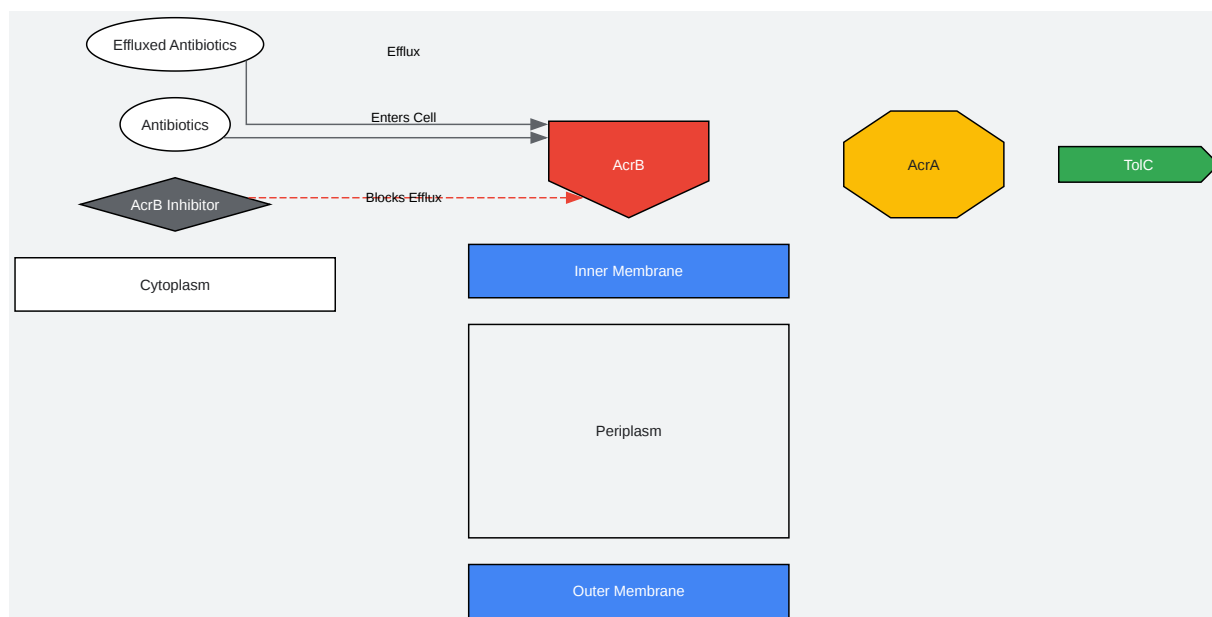 Effluxed Antibiotics
Efflux
Enters Cell
Antibiotics
AcrB
AcrA
TolC
AcrB Inhibitor
Blocks Efflux
Inner Membrane
Cytoplasm
Periplasm
Outer Membrane